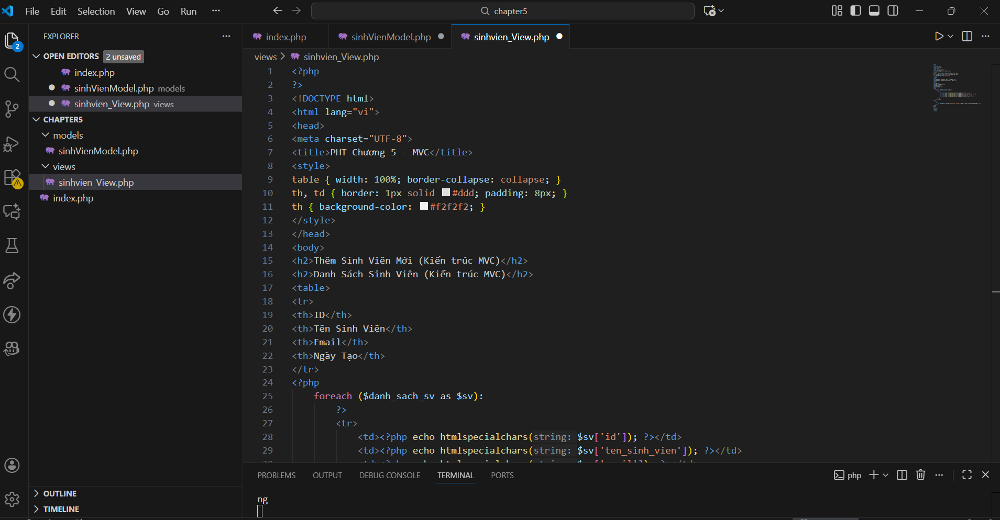 File Edit Selection View Go Run ···
chapter5
EXPLORER
OPEN EDITORS 2 unsaved
index.php
sinhVienModel.php models
sinhvien_View.php views
CHAPTER5
models
sinhVienModel.php
views
sinhvien_View.php
index.php
OUTLINE
TIMELINE
2
index.php sinhVienModel.php sinhvien_View.php
views > sinhvien_View.php
1 <?php
2 ?>
3 <!DOCTYPE html>
4 <html lang="vi">
5 <head>
6 <meta charset="UTF-8">
7 <title>PHT Chương 5 - MVC</title>
8 <style>
9 table { width: 100%; border-collapse: collapse; }
10 th, td { border: 1px solid #ddd; padding: 8px; }
11 th { background-color: #f2f2f2; }
12 </style>
13 </head>
14 <body>
15 <h2>Thêm Sinh Viên Mới (Kiến trúc MVC)</h2>
16 <h2>Danh Sách Sinh Viên (Kiến trúc MVC)</h2>
17 <table>
18 <tr>
19 <th>ID</th>
20 <th>Tên Sinh Viên</th>
21 <th>Email</th>
22 <th>Ngày Tạo</th>
23 </tr>
24 <?php
25 foreach ($danh_sach_sv as $sv):
26 ?>
27 <tr>
28 <td><?php echo htmlspecialchars(string: $sv['id']); ?></td>
29 <td><?php echo htmlspecialchars(string: $sv['ten_sinh_vien']); ?></td>
PROBLEMS OUTPUT DEBUG CONSOLE TERMINAL PORTS
php
ng